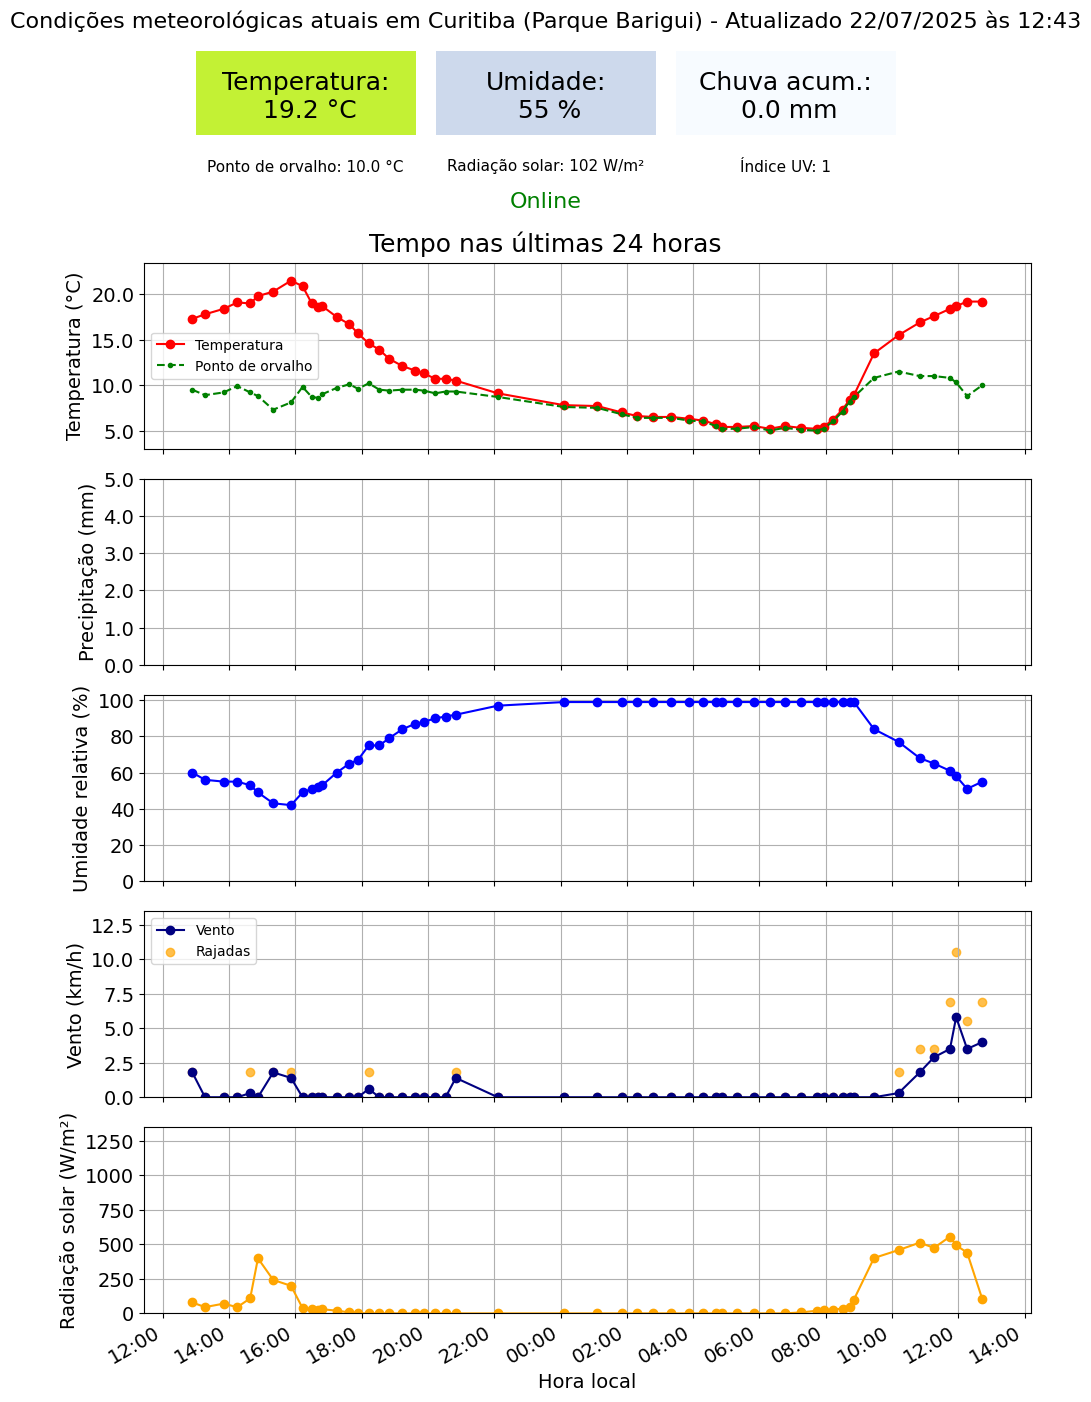 Condições meteorológicas atuais em Curitiba (Parque Barigui) - Atualizado 22/07/2025 às 12:43
Temperatura:
19.2 °C
Umidade:
55 %
Chuva acum.:
0.0 mm
Ponto de orvalho: 10.0 °C
Radiação solar: 102 W/m²
Índice UV: 1
Online
Tempo nas últimas 24 horas
Temperatura (°C)
20.0
15.0
10.0
5.0
Temperatura
Ponto de orvalho
Precipitação (mm)
5.0
4.0
3.0
2.0
1.0
0.0
Umidade relativa (%)
100
80
60
40
20
0
Vento (km/h)
12.5
10.0
7.5
5.0
2.5
0.0
Vento
Rajadas
Radiação solar (W/m²)
1250
1000
750
500
250
0
12:00
14:00
16:00
18:00
20:00
22:00
00:00
02:00
04:00
06:00
08:00
10:00
12:00
14:00
Hora local